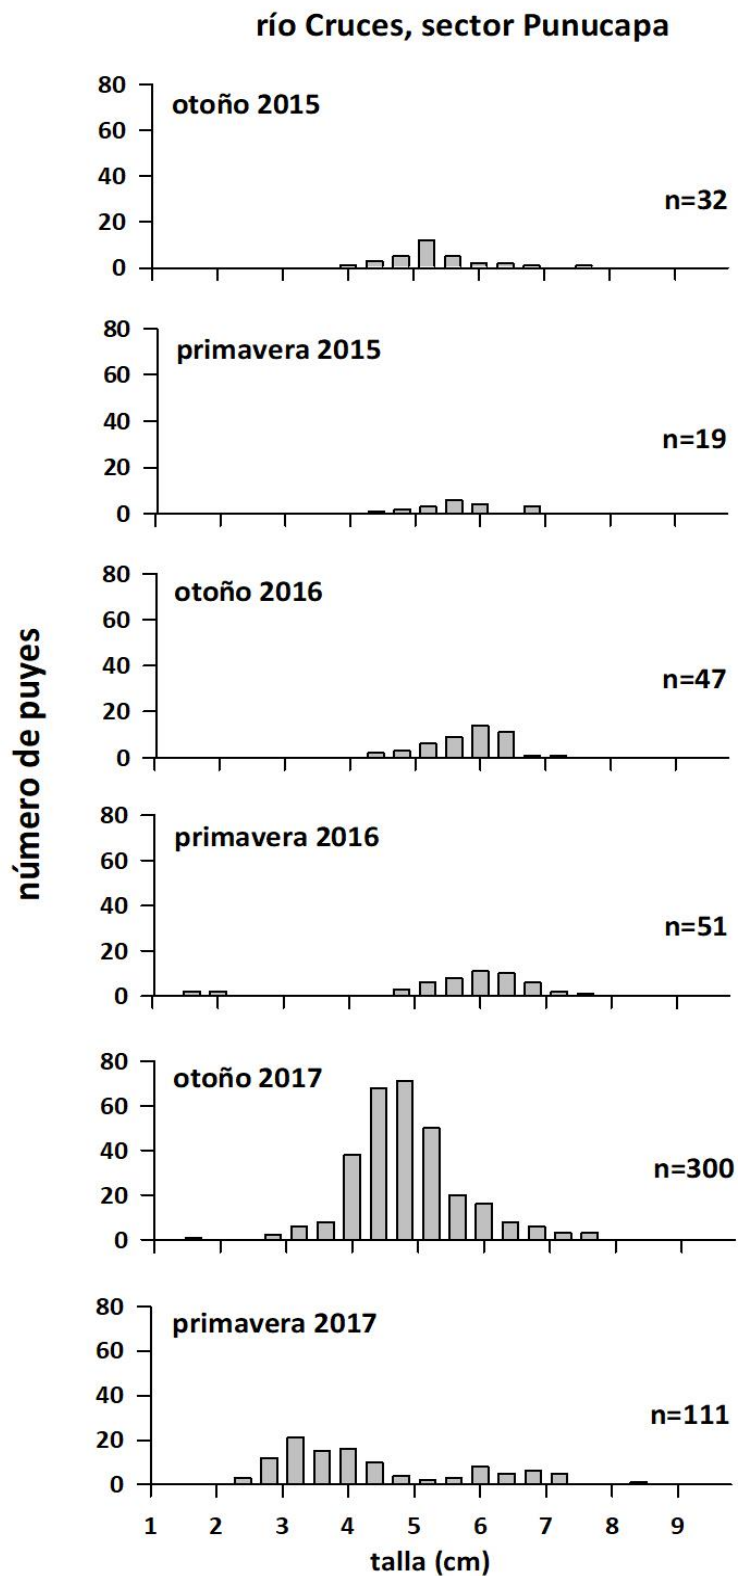 río Cruces, sector Punucapa
número de puyes
otoño 2015
80
60
40
20
0
n=32
primavera 2015
80
60
40
20
0
n=19
otoño 2016
80
60
40
20
0
n=47
primavera 2016
80
60
40
20
0
n=51
otoño 2017
80
60
40
20
0
n=300
primavera 2017
80
60
40
20
0
n=111
1 2 3 4 5 6 7 8 9
talla (cm)